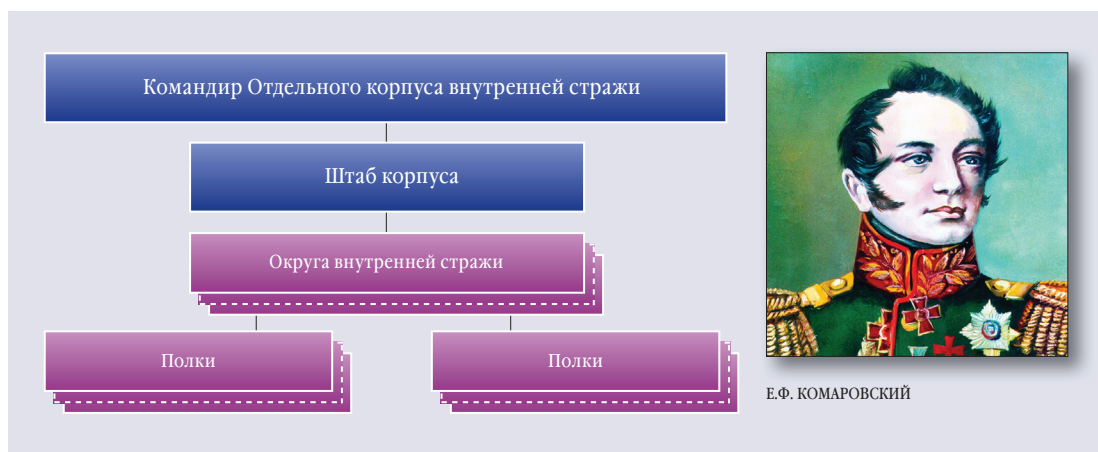 Командир Отдельного корпуса внутренней стражи
Штаб корпуса
Округа внутренней стражи
Полки
Полки
Е.Ф. КОМАРОВСКИЙ